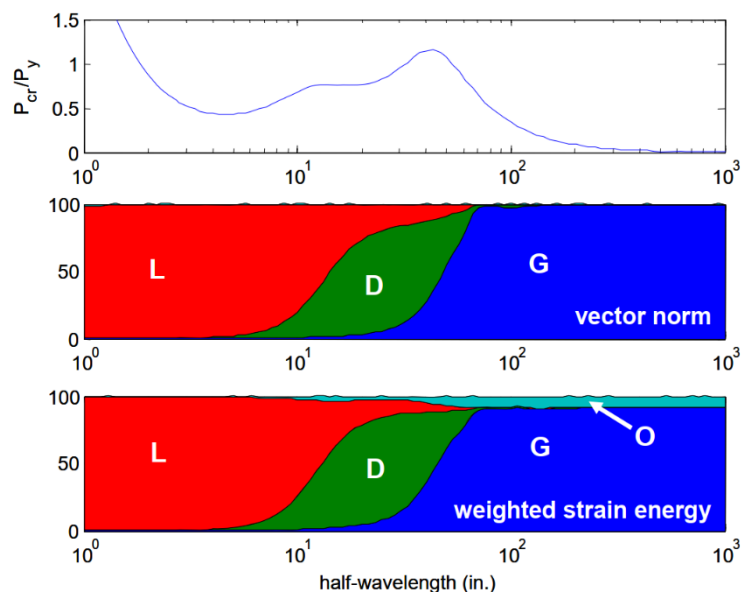 P_cr/P_y
1.5
1
0.5
0
10^0
10^1
10^2
10^3
100
50
0
L
D
G
vector norm
10^0
10^1
10^2
10^3
100
50
0
L
D
G
O
weighted strain energy
10^0
10^1
10^2
10^3
half-wavelength (in.)